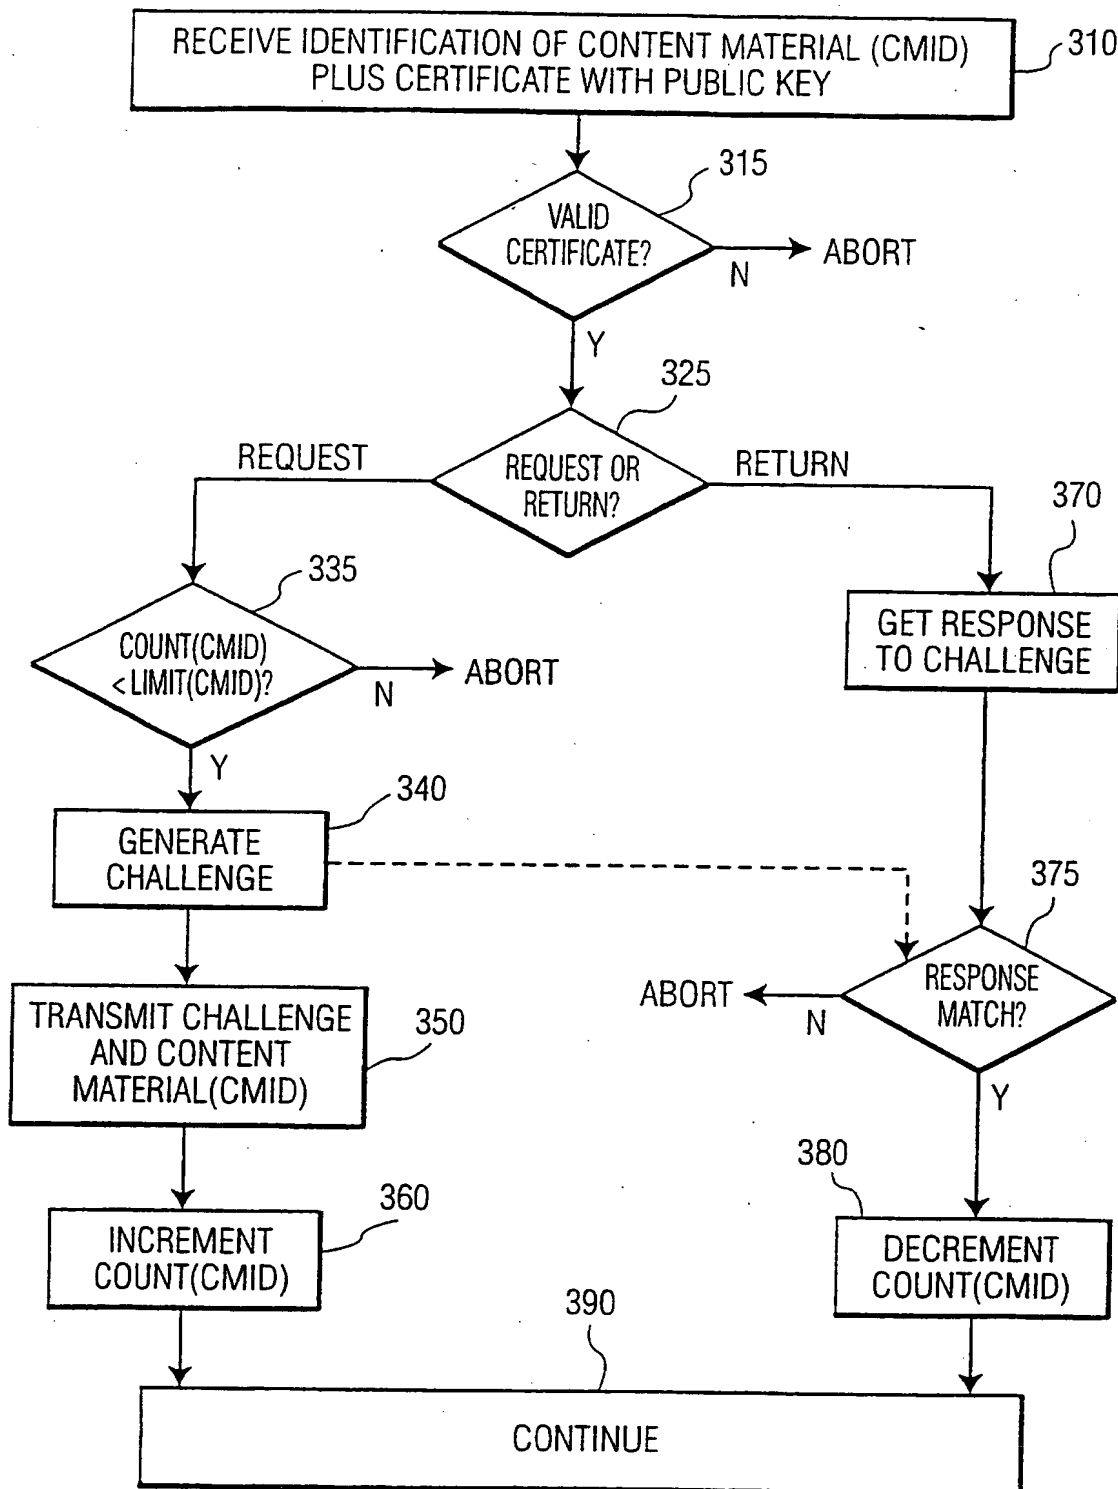 RECEIVE IDENTIFICATION OF CONTENT MATERIAL (CMID)
PLUS CERTIFICATE WITH PUBLIC KEY
310
315
VALID
CERTIFICATE?
N
ABORT
Y
325
REQUEST
REQUEST OR
RETURN?
RETURN
370
335
GET RESPONSE
TO CHALLENGE
COUNT(CMID)
< LIMIT(CMID)?
N
ABORT
Y
340
GENERATE
CHALLENGE
375
RESPONSE
MATCH?
ABORT
N
Y
TRANSMIT CHALLENGE
AND CONTENT
MATERIAL(CMID)
350
380
360
INCREMENT
COUNT(CMID)
DECREMENT
COUNT(CMID)
390
CONTINUE